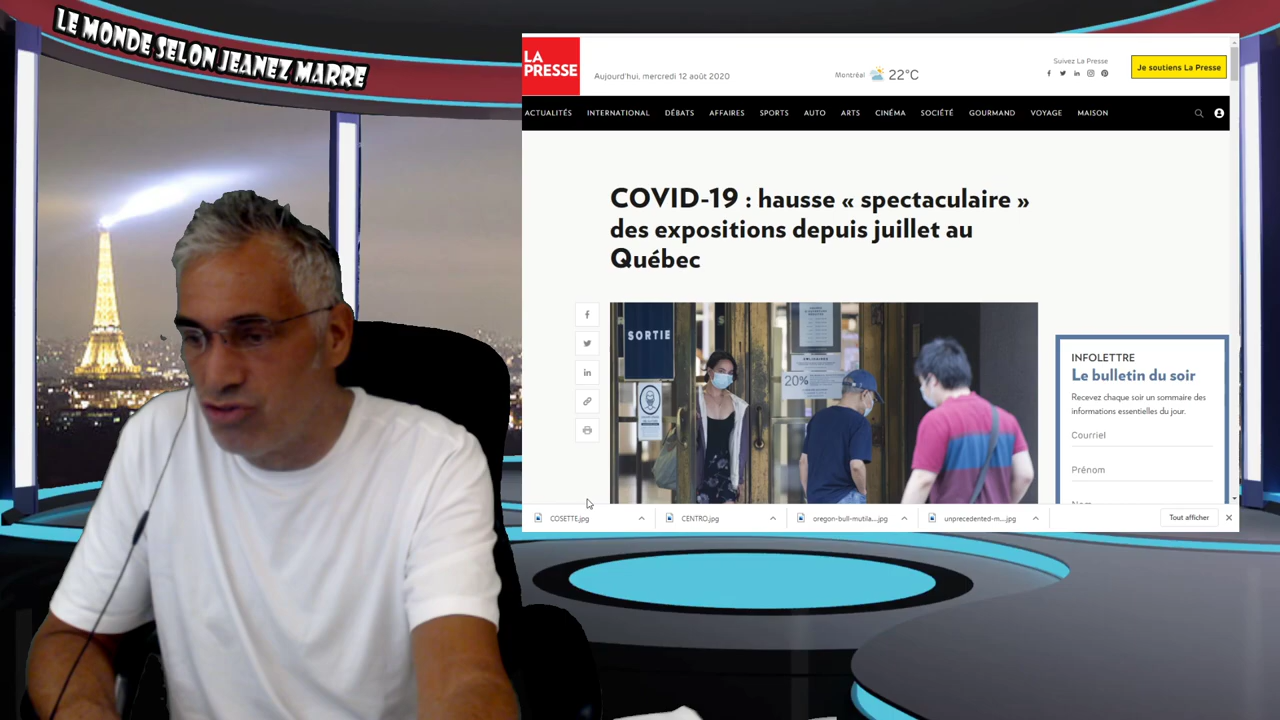 LE MONDE SELON JEANEZ MARRE
LA
PRESSE
Aujourd'hui, mercredi 12 août 2020
Montréal
22°C
Suivez La Presse
Je soutiens La Presse
ACTUALITÉS INTERNATIONAL DÉBATS AFFAIRES SPORTS AUTO ARTS CINÉMA SOCIÉTÉ GOURMAND VOYAGE MAISON
COVID-19 : hausse « spectaculaire »
des expositions depuis juillet au
Québec
SORTIE
20%
INFOLETTRE
Le bulletin du soir
Recevez chaque soir un sommaire des
informations essentielles du jour.
Courriel
Prénom
COSETTE.jpg
CENTRO.jpg
oregon-bull-mutila....jpg
unprecedented-m....jpg
Tout afficher